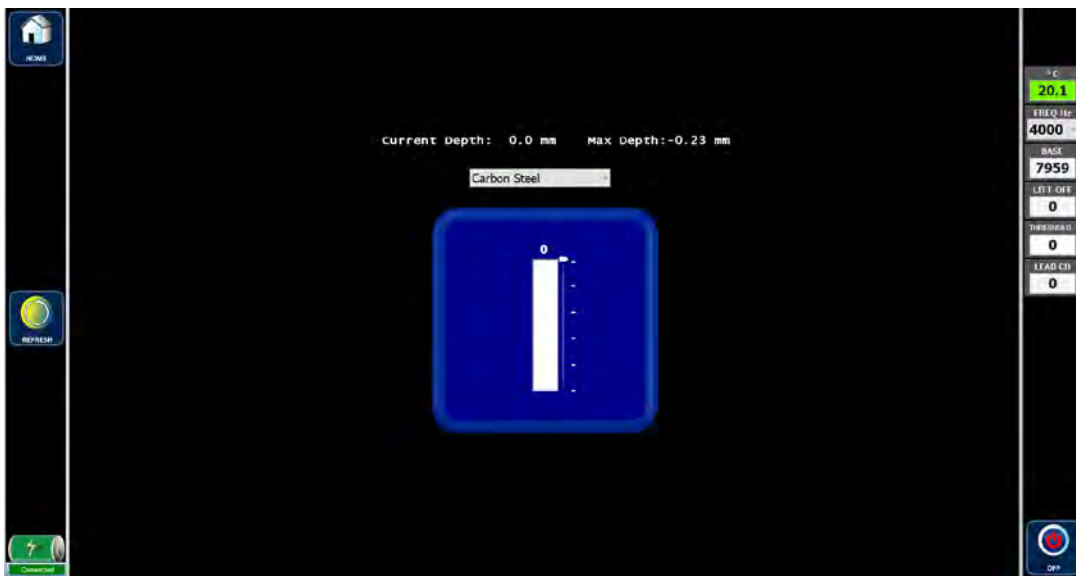 HOME
°C
20,1
FREQ Hz
4000
Current Depth: 0.0 mm Max Depth:-0.23 mm
BASE
7959
Carbon Steel
LIFT OFF
0
THRESHOLD
0
0
LEAD CH
0
REFRESH
Connected
OFF